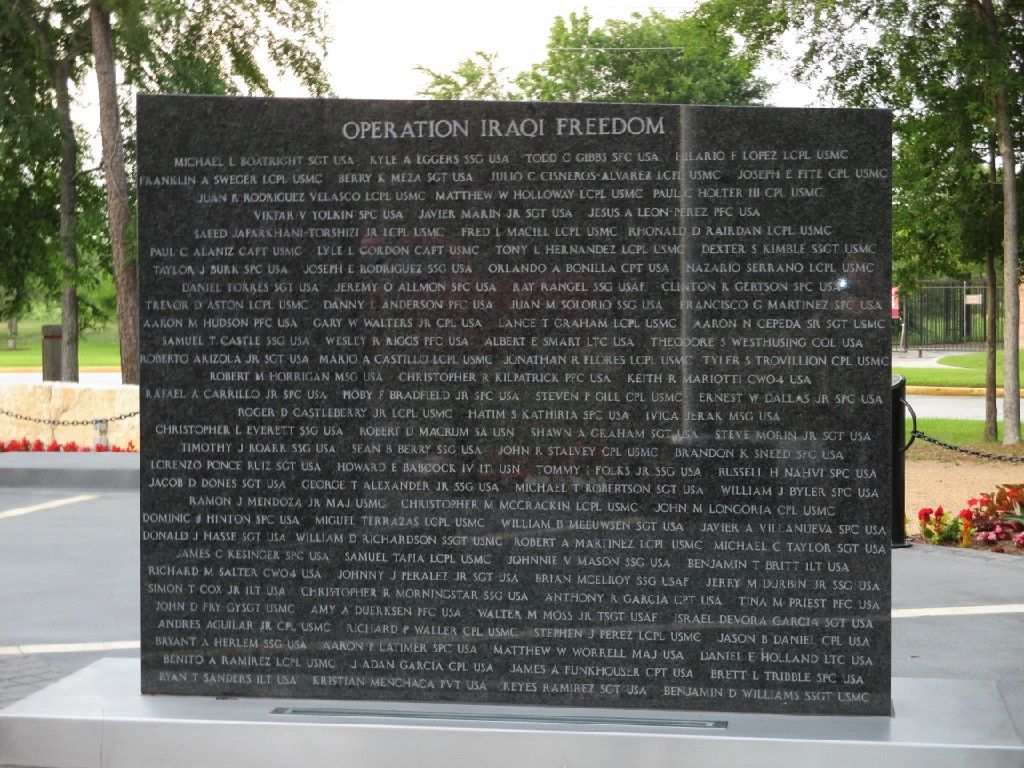 OPERATION IRAQI FREEDOM
MICHAEL L BOATRIGHT SGT USA KYLE A EGGERS SSG USA TODD C GIBBS SFC USA HILARIO F LOPEZ LCPL USMC
FRANKLIN A SWEGER LCPL USMC BERRY K MEZA SGT USA JULIO C CISNEROS-ALVAREZ LCPL USMC JOSEPH E FITE CPL USMC
JUAN R RODRIGUEZ VELASCO LCPL USMC MATTHEW W HOLLOWAY LCPL USMC PAUL C HOLTER III CPL USMC
VIKTAR V YOLKIN SPC USA JAVIER MARIN JR SGT USA JESUS A LEON-PEREZ PFC USA
SAEED JAFARKHANI-TORSHIZI JR LCPL USMC FRED L MACIEL LCPL USMC RHONALD D RAIRDAN LCPL USMC
PAUL C ALANIZ CAPT USMC LYLE L GORDON CAPT USMC TONY L HERNANDEZ LCPL USMC DEXTER S KIMBLE SSGT USMC
TAYLOR J BURK SPC USA JOSEPH E RODRIGUEZ SSG USA ORLANDO A BONILLA CPT USA NAZARIO SERRANO LCPL USMC
DANIEL TORRES SGT USA JEREMY O ALLMON SPC USA RAY RANGEL SSG USAF CLINTON R GERTSON SPC USA
TREVOR D ASTON LCPL USMC DANNY L ANDERSON PFC USA JUAN M SOLORIO SSG USA FRANCISCO G MARTINEZ SPC USA
AARON M HUDSON PFC USA GARY W WALTERS JR CPL USA LANCE T GRAHAM LCPL USMC AARON N CEPEDA SR SGT USMC
SAMUEL T CASTLE SSG USA WESLEY R RIGGS PFC USA ALBERT E SMART LTC USA THEODORE S WESTHUSING COL USA
ROBERTO ARIZOLA JR SGT USA MARIO A CASTILLO LCPL USMC JONATHAN R FLORES LCPL USMC TYLER S TROVILLION CPL USMC
ROBERT M HORRIGAN MSG USA CHRISTOPHER R KILPATRICK PFC USA KEITH R MARIOTTI CWO4 USA
RAFAEL A CARRILLO JR SPC USA MOBY F BRADFIELD JR SPC USA STEVEN P GILL CPL USMC ERNEST W DALLAS JR SPC USA
ROGER D CASTLEBERRY JR LCPL USMC HATIM S KATHIRIA SPC USA IVICA JERAK MSG USA
CHRISTOPHER L EVERETT SSG USA ROBERT D MACRUM SA USN SHAWN A GRAHAM SGT USA STEVE MORIN JR SGT USA
TIMOTHY J ROARK SSG USA SEAN B BERRY SSG USA JOHN R STALVEY CPL USMC BRANDON K SNEED SFC USA
LORENZO PONCE RUIZ SGT USA HOWARD E BABCOCK IV 1LT USN TOMMY I FOLKS JR SSG USA RUSSELL H NAHVI SPC USA
JACOB D DONES SGT USA GEORGE T ALEXANDER JR SSG USA MICHAEL T ROBERTSON SGT USA WILLIAM J BYLER SPC USA
RAMON J MENDOZA JR MAJ USMC CHRISTOPHER M MCCRACKIN LCPL USMC JOHN M LONGORIA CPL USMC
DOMINIC J HINTON SPC USA MIGUEL TERRAZAS LCPL USMC WILLIAM B MEEUWSEN SGT USA JAVIER A VILLANUEVA SPC USA
DONALD J HASSE SGT USA WILLIAM D RICHARDSON SSGT USMC ROBERT A MARTINEZ LCPL USMC MICHAEL C TAYLOR SGT USA
JAMES C KESINGER SPC USA SAMUEL TAPIA LCPL USMC JOHNNIE V MASON SSG USA BENJAMIN T BRITT 1LT USA
RICHARD M SALTER CWO4 USA JOHNNY J PERALEZ JR SGT USA BRIAN MCELROY SSG USAF JERRY M DURBIN JR SSG USA
SIMON T COX JR 1LT USA CHRISTOPHER R MORNINGSTAR SSG USA ANTHONY R GARCIA CPT USA TINA M PRIEST PFC USA
JOHN D FRY GYSGT USMC AMY A DUERKSEN PFC USA WALTER M MOSS JR TSGT USAF ISRAEL DEVORA GARCIA SGT USA
ANDRES AGUILAR JR CPL USMC RICHARD P WALLER CPL USMC STEPHEN J PEREZ LCPL USMC JASON B DANIEL CPL USA
BRYANT A HERLEM SSG USA AARON P LATIMER SPC USA MATTHEW W WORRELL MAJ USA DANIEL E HOLLAND LTC USA
BENITO A RAMIREZ LCPL USMC J ADAN GARCIA CPL USA JAMES A FUNKHOUSER CPT USA BRETT L TRIBBLE SPC USA
RYAN T SANDERS 1LT USA KRISTIAN MENCHACA PVT USA REYES RAMIREZ SGT USA BENJAMIN D WILLIAMS SSGT USMC